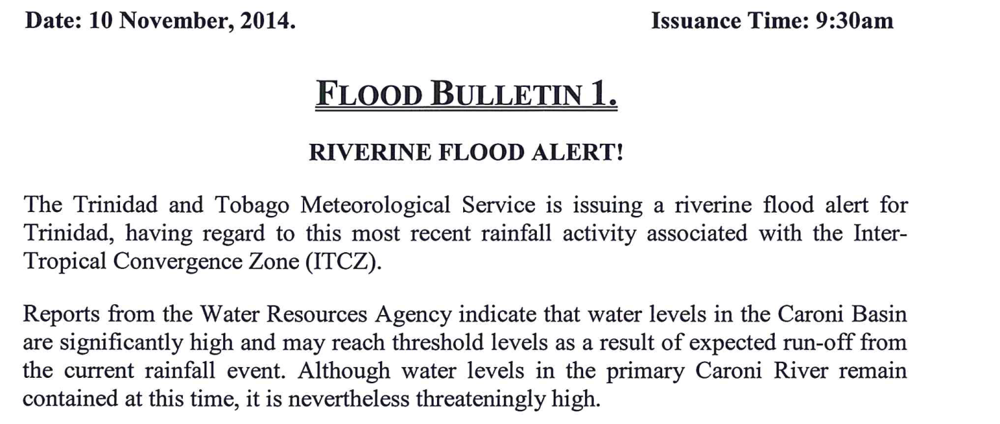 Date: 10 November, 2014. Issuance Time: 9:30am
FLOOD BULLETIN 1.
RIVERINE FLOOD ALERT!
The Trinidad and Tobago Meteorological Service is issuing a riverine flood alert for
Trinidad, having regard to this most recent rainfall activity associated with the Inter-
Tropical Convergence Zone (ITCZ).
Reports from the Water Resources Agency indicate that water levels in the Caroni Basin
are significantly high and may reach threshold levels as a result of expected run-off from
the current rainfall event. Although water levels in the primary Caroni River remain
contained at this time, it is nevertheless threateningly high.